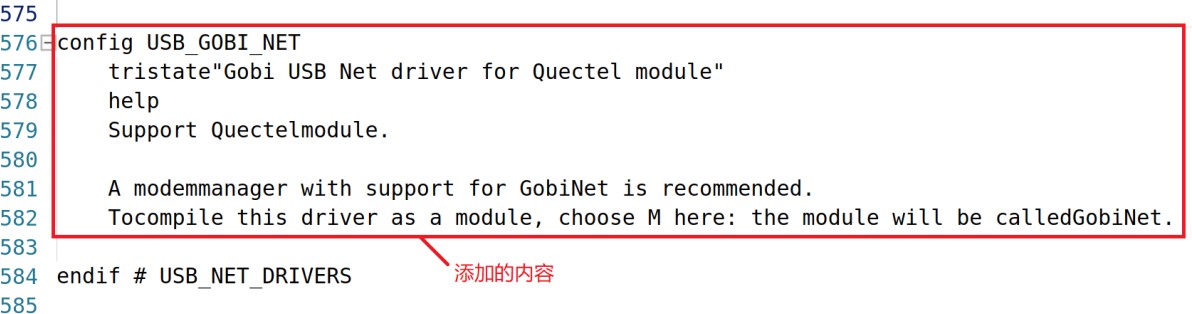 575
576 config USB_GOBI_NET
577 tristate"Gobi USB Net driver for Quectel module"
578 help
579 Support Quectelmodule.
580
581 A modemmanager with support for GobiNet is recommended.
582 Tocompile this driver as a module, choose M here: the module will be calledGobiNet.
583
584 endif # USB_NET_DRIVERS
添加的内容
585